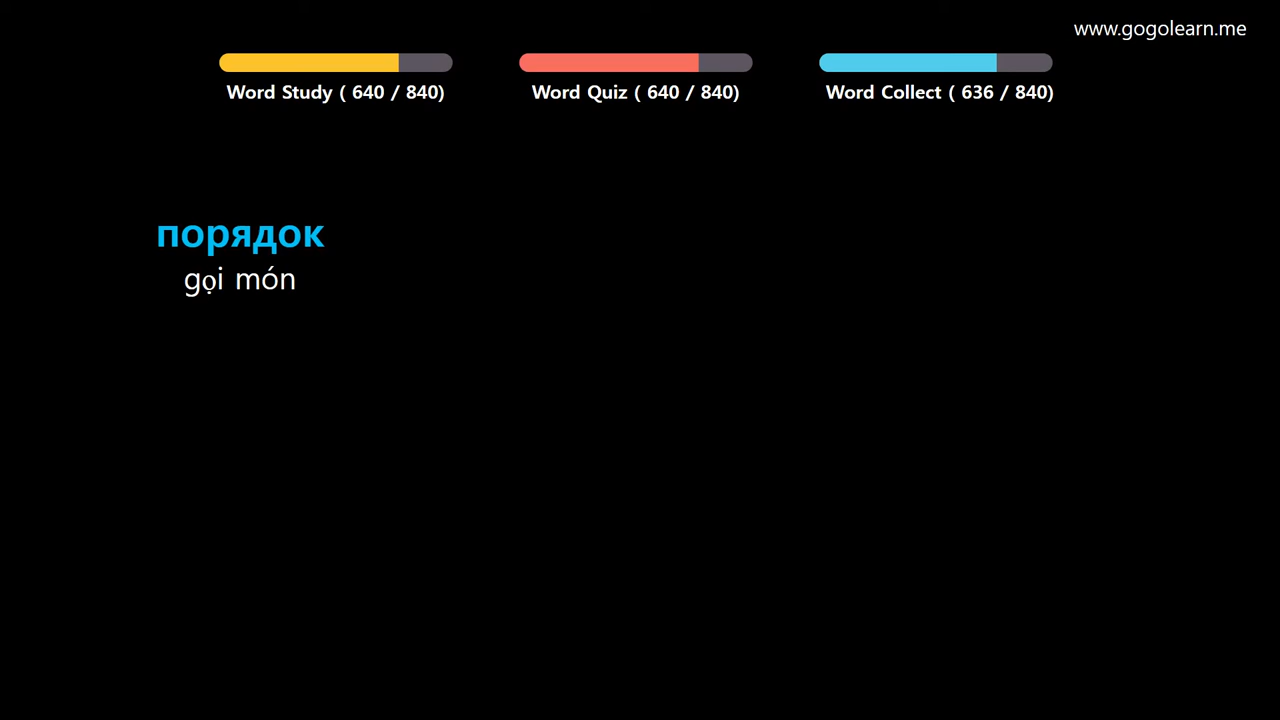 www.gogolearn.me
Word Study ( 640 / 840)
Word Quiz ( 640 / 840)
Word Collect ( 636 / 840)
порядок
gọi món